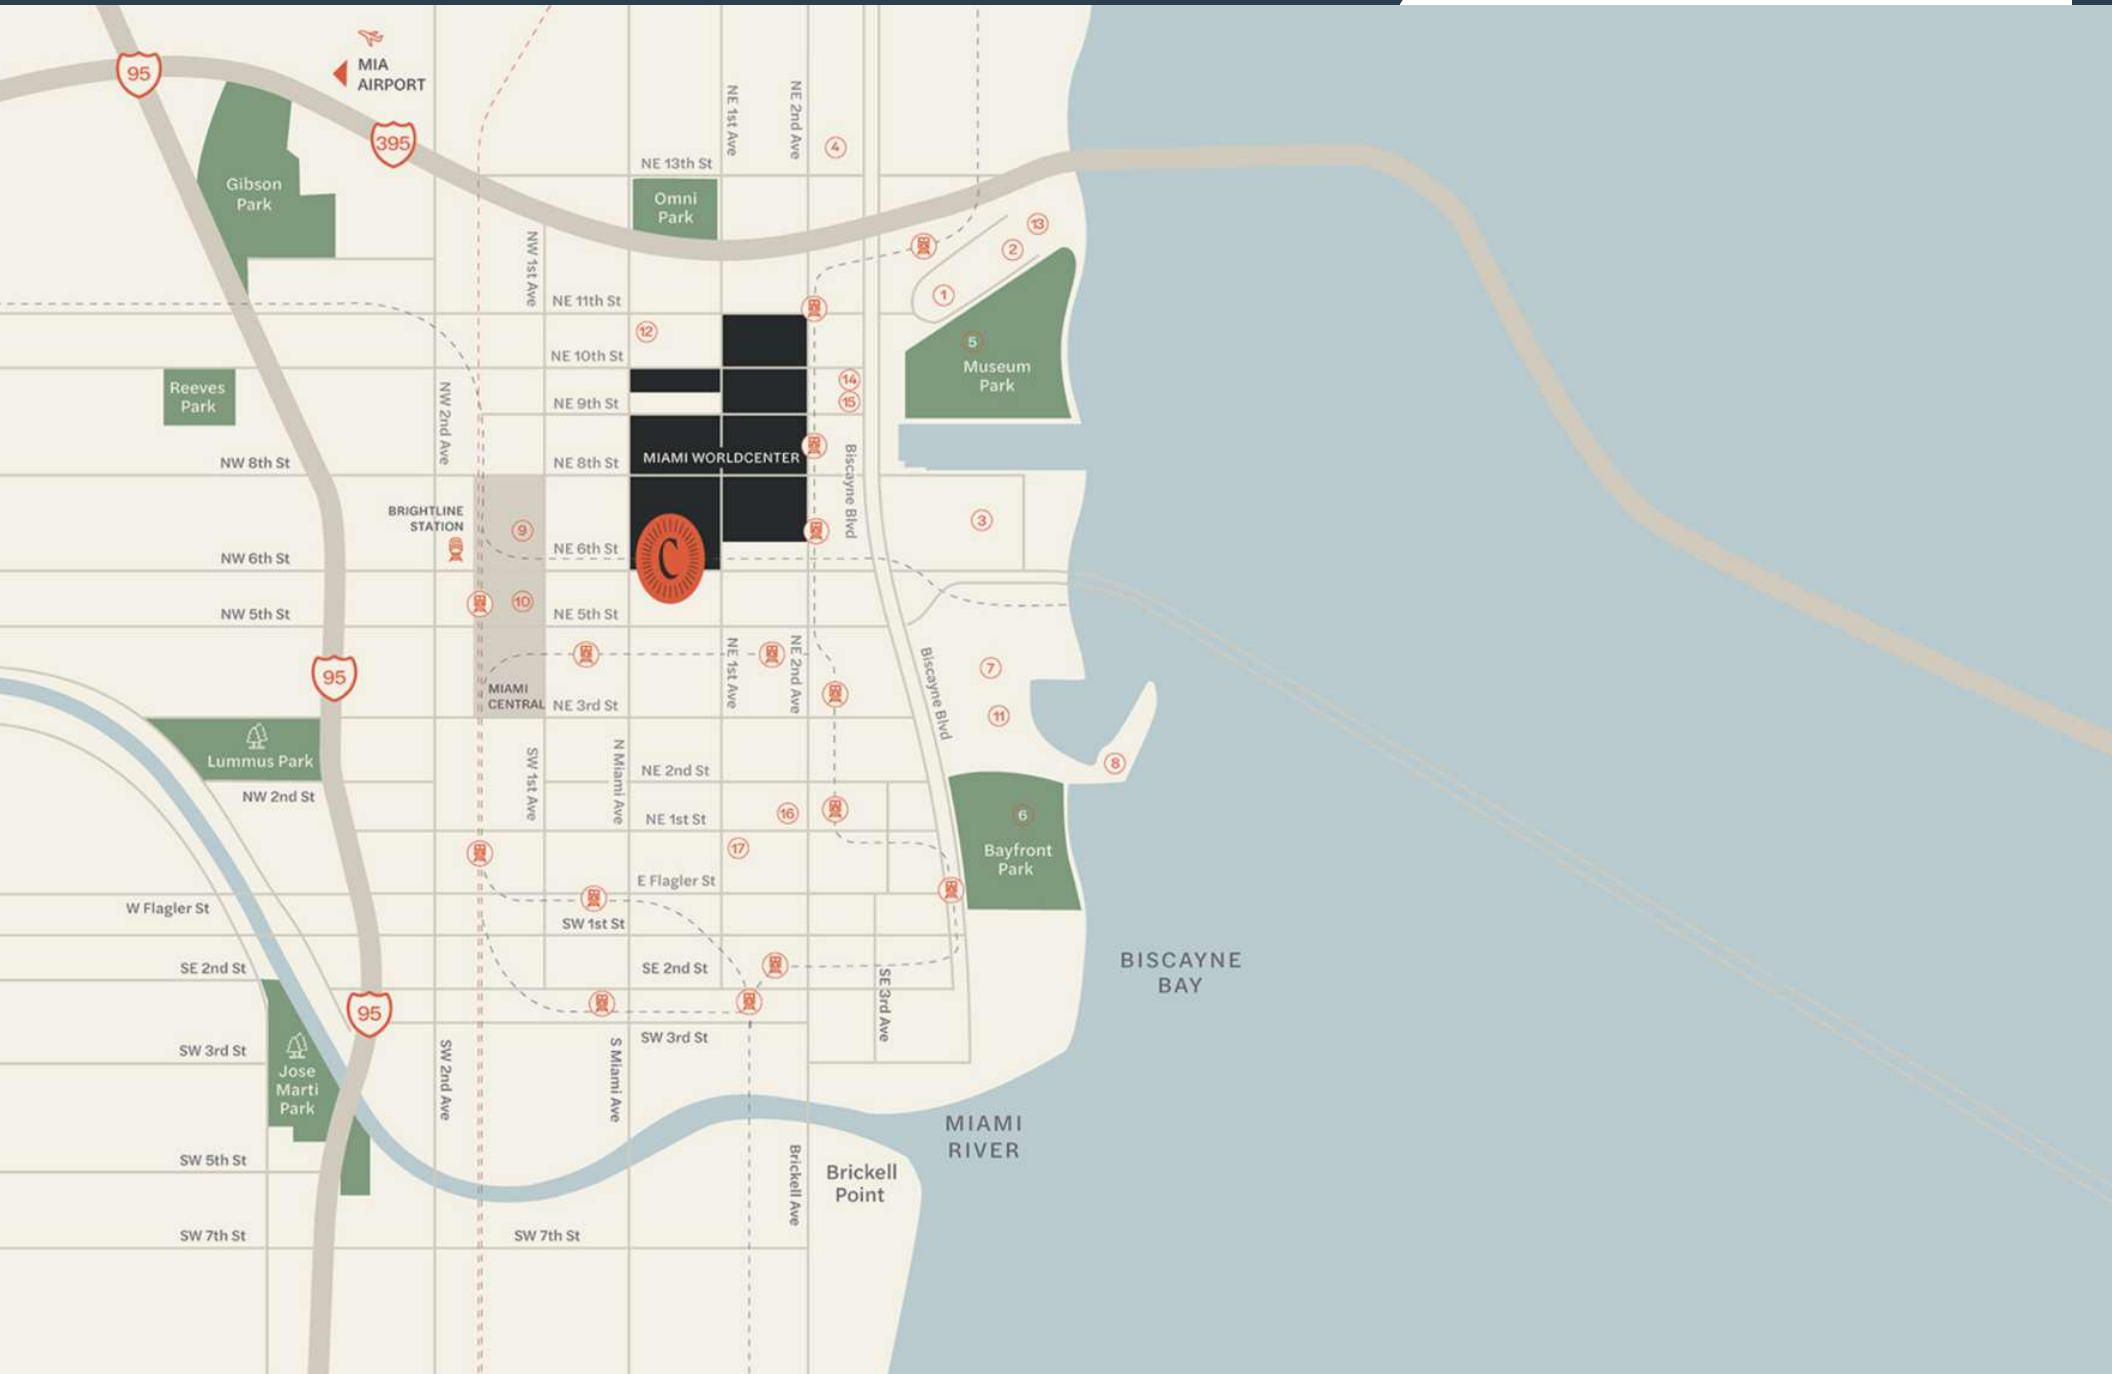 95
MIA
AIRPORT
NE 1st Ave
NE 2nd Ave
395
4
NE 13th St
Gibson
Park
Omni
Park
13
2
NW 1st Ave
1
NE 11th St
12
5
NE 10th St
Museum
Park
14
Reeves
Park
NW 2nd Ave
NE 9th St
15
NW 8th St
NE 8th St
MIAMI WORLDCENTER
Biscayne Blvd
BRIGHTLINE
STATION
9
3
NW 6th St
NE 6th St
C
10
NW 5th St
NE 5th St
95
NE 1st Ave
NE 2nd Ave
Biscayne Blvd
7
MIAMI
CENTRAL
NE 3rd St
11
Lummus Park
SW 1st Ave
N Miami Ave
NE 2nd St
8
NW 2nd St
16
NE 1st St
6
17
Bayfront
Park
E Flagler St
W Flagler St
SW 1st St
SE 2nd St
SE 2nd St
SE 3rd Ave
BISCAYNE
BAY
95
SW 3rd St
SW 2nd Ave
S Miami Ave
SW 3rd St
Jose
Marti
Park
MIAMI
RIVER
SW 5th St
Brickell Ave
Brickell
Point
SW 7th St
SW 7th St